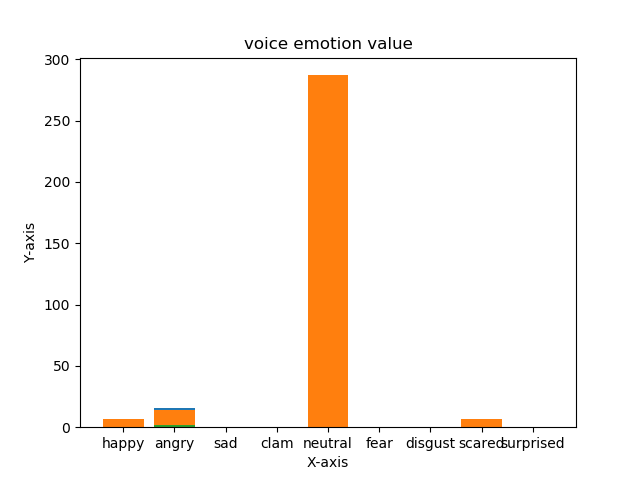 voice emotion value
300
250
200
150
100
50
0
Y-axis
happy angry sad clam neutral fear disgust scared surprised
X-axis